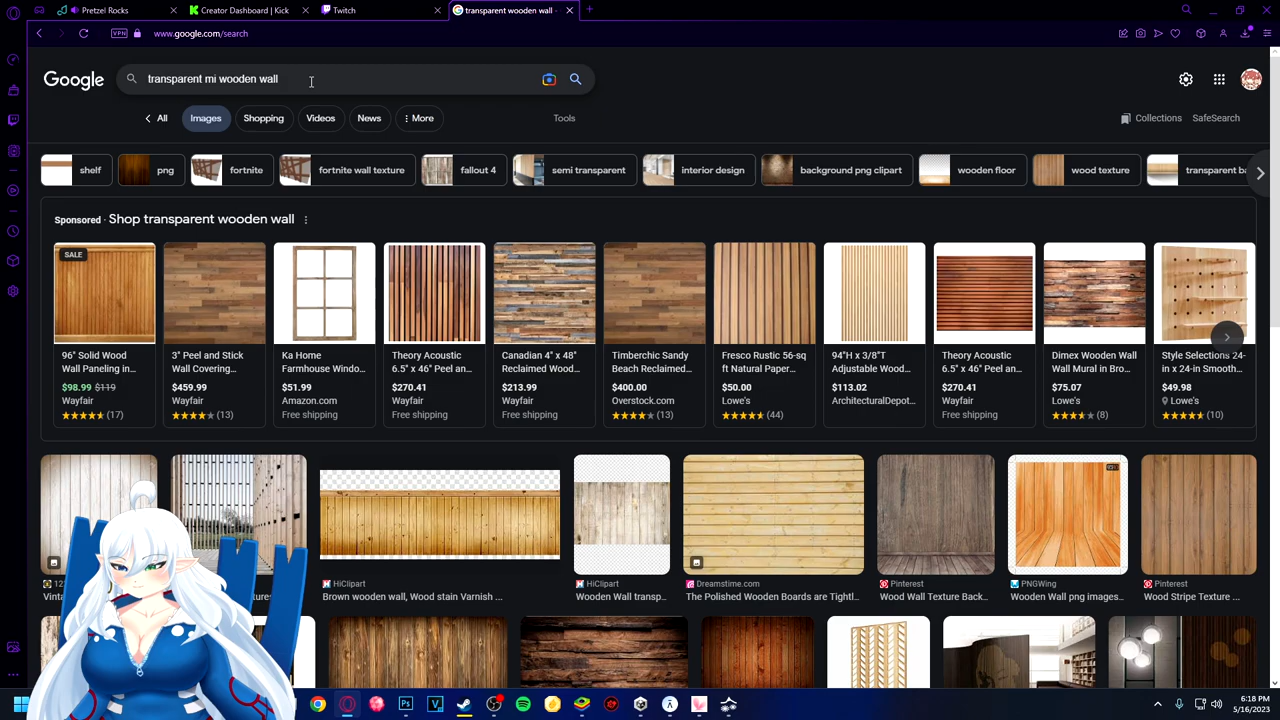 Pretzel Rocks
Creator Dashboard | Kick
Twitch
transparent wooden wall -
VPN
www.google.com/search
Google
transparent mi wooden wall
All
Images
Shopping
Videos
News
More
Tools
Collections
SafeSearch
shelf
png
fortnite
fortnite wall texture
fallout 4
semi transparent
interior design
background png clipart
wooden floor
wood texture
transparent ba
Sponsored · Shop transparent wooden wall
SALE
96" Solid Wood
Wall Paneling in...
$98.99 $119
Wayfair
(17)
3" Peel and Stick
Wall Covering...
$459.99
Wayfair
(13)
Ka Home
Farmhouse Windo...
$51.99
Amazon.com
Free shipping
Theory Acoustic
6.5" x 46" Peel an...
$270.41
Wayfair
Free shipping
Canadian 4" x 48"
Reclaimed Wood...
$213.99
Wayfair
Free shipping
Timberchic Sandy
Beach Reclaimed...
$400.00
Overstock.com
(13)
Fresco Rustic 56-sq
ft Natural Paper...
$50.00
Lowe's
(44)
94"H x 3/8"T
Adjustable Wood...
$113.02
ArchitecturalDepot...
Theory Acoustic
6.5" x 46" Peel an...
$270.41
Wayfair
Free shipping
Dimex Wooden Wall
Wall Mural in Bro...
$75.07
Lowe's
(8)
Style Selections 24-
in x 24-in Smooth...
$49.98
Lowe's
(10)
HiClipart
Brown wooden wall, Wood stain Varnish ...
HiClipart
Wooden Wall transp...
Dreamstime.com
The Polished Wooden Boards are Tightl...
Pinterest
Wood Wall Texture Back...
PNGWing
Wooden Wall png images...
Pinterest
Wood Stripe Texture ...
6:18 PM
5/16/2023